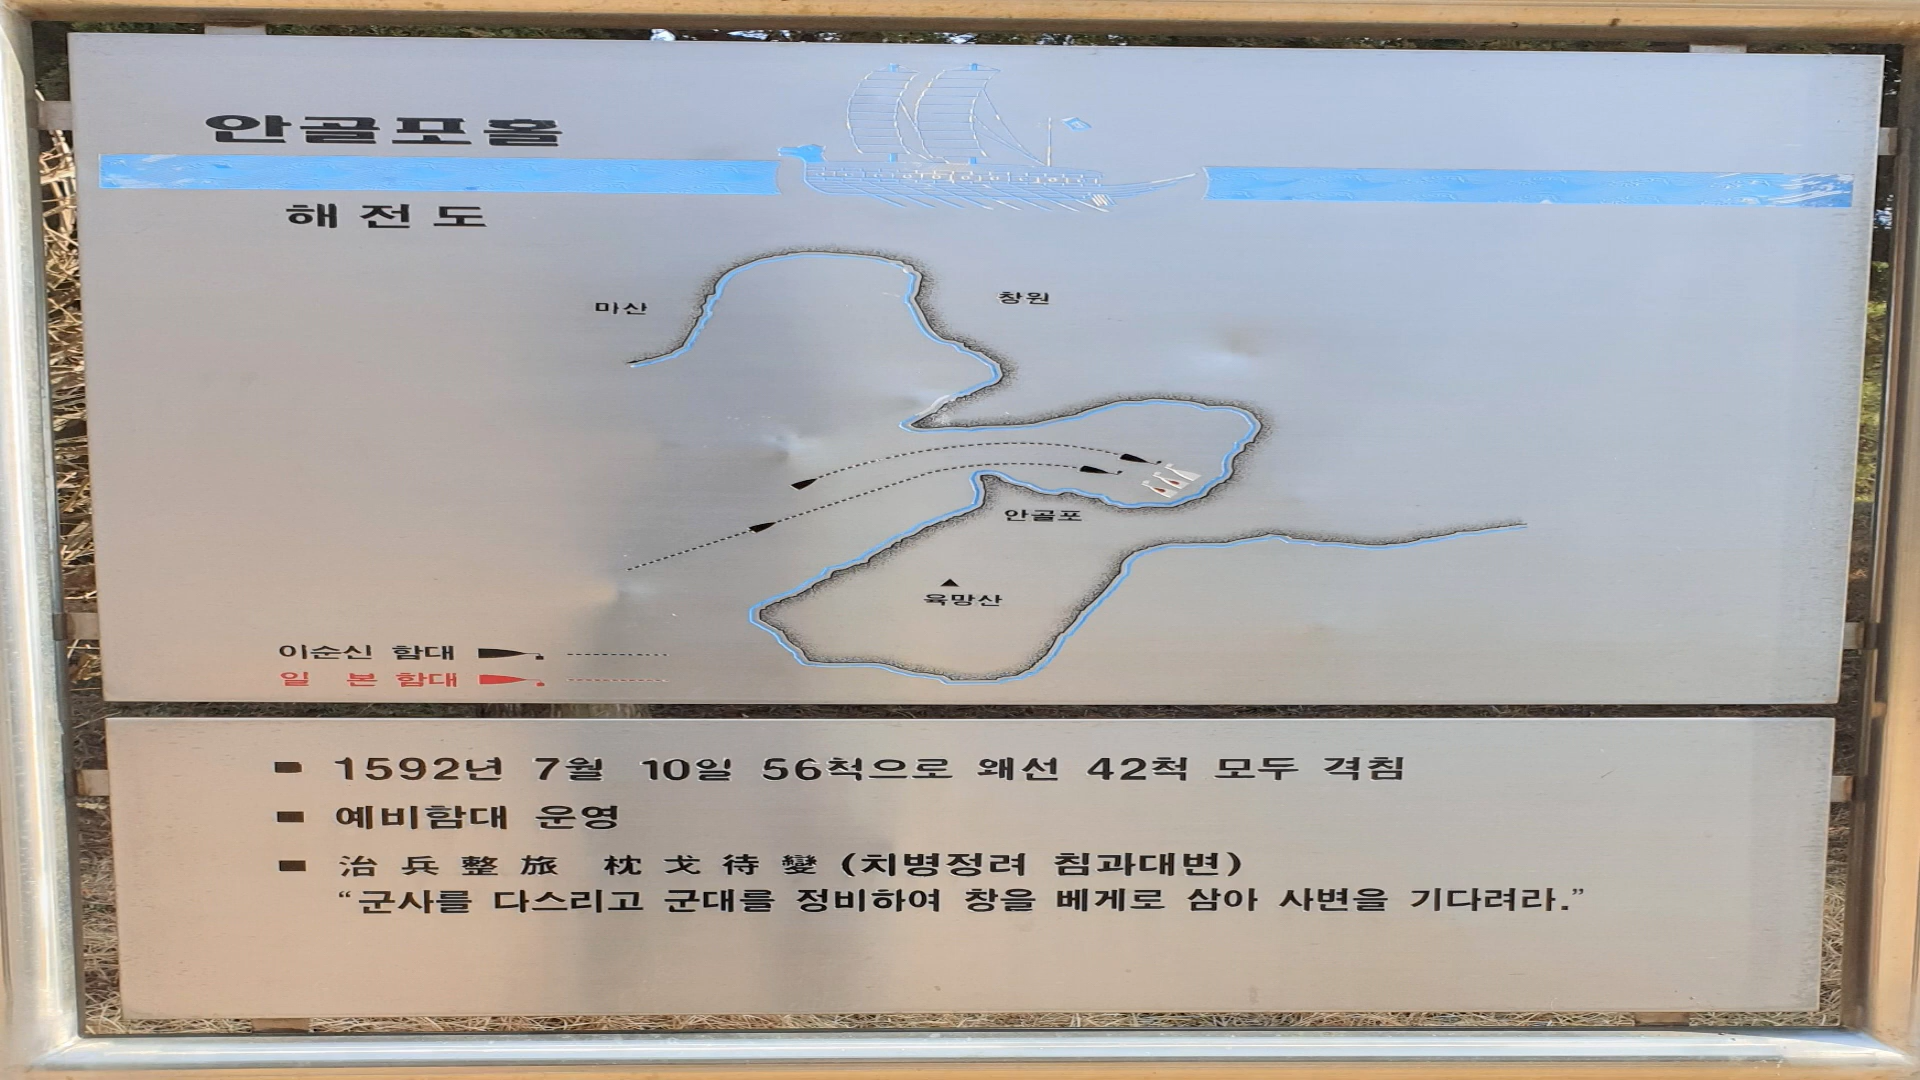 안골포홀
해전도
마산
창원
안골포
욕망산
이순신 함대
일 본 함대
■ 1592년 7월 10일 56척으로 왜선 42척 모두 격침
■ 예비함대 운영
■ 治兵整旅 枕戈待變 (치병정려 침과대변)
“군사를 다스리고 군대를 정비하여 창을 베게로 삼아 사변을 기다려라.”